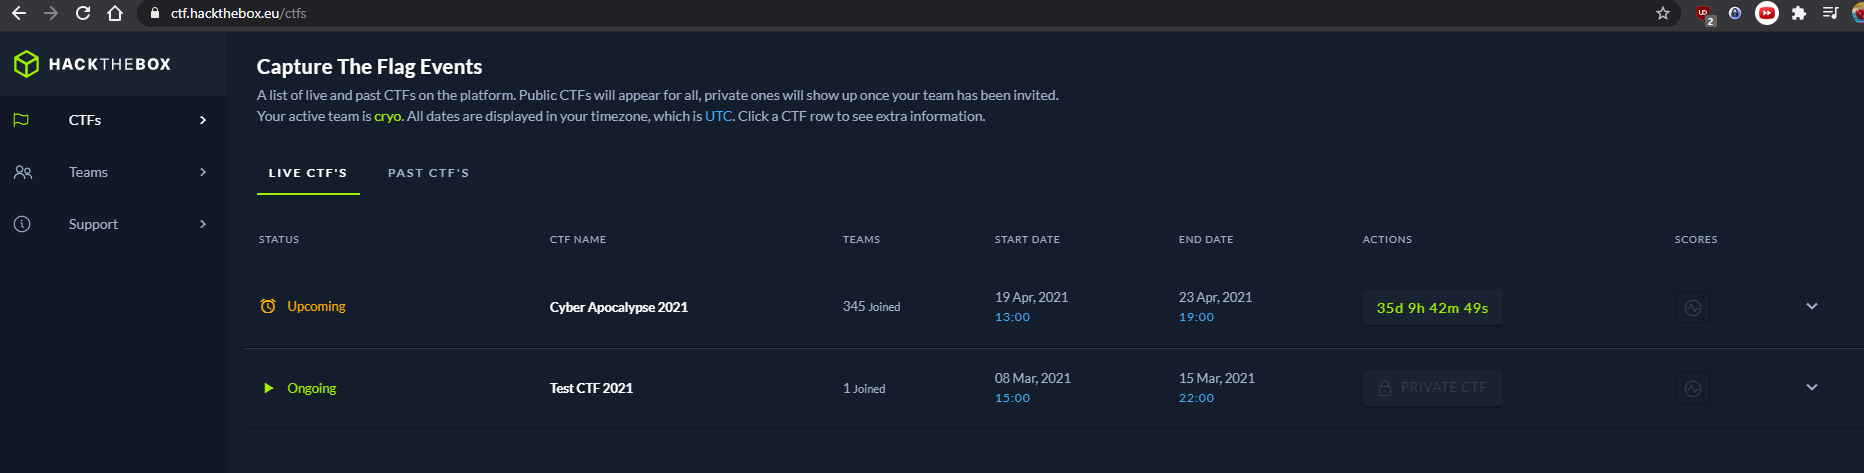 ctf.hackthebox.eu/ctfs
2
HACKTHEBOX
CTFs
Teams
Support
Capture The Flag Events
A list of live and past CTFs on the platform. Public CTFs will appear for all, private ones will show up once your team has been invited.
Your active team is cryo. All dates are displayed in your timezone, which is UTC. Click a CTF row to see extra information.
LIVE CTF'S PAST CTF'S
STATUS CTF NAME TEAMS START DATE END DATE ACTIONS SCORES
Upcoming Cyber Apocalypse 2021 345 Joined 19 Apr, 2021 23 Apr, 2021 35d 9h 42m 49s
13:00 19:00
Ongoing Test CTF 2021 1 Joined 08 Mar, 2021 15 Mar, 2021 PRIVATE CTF
15:00 22:00